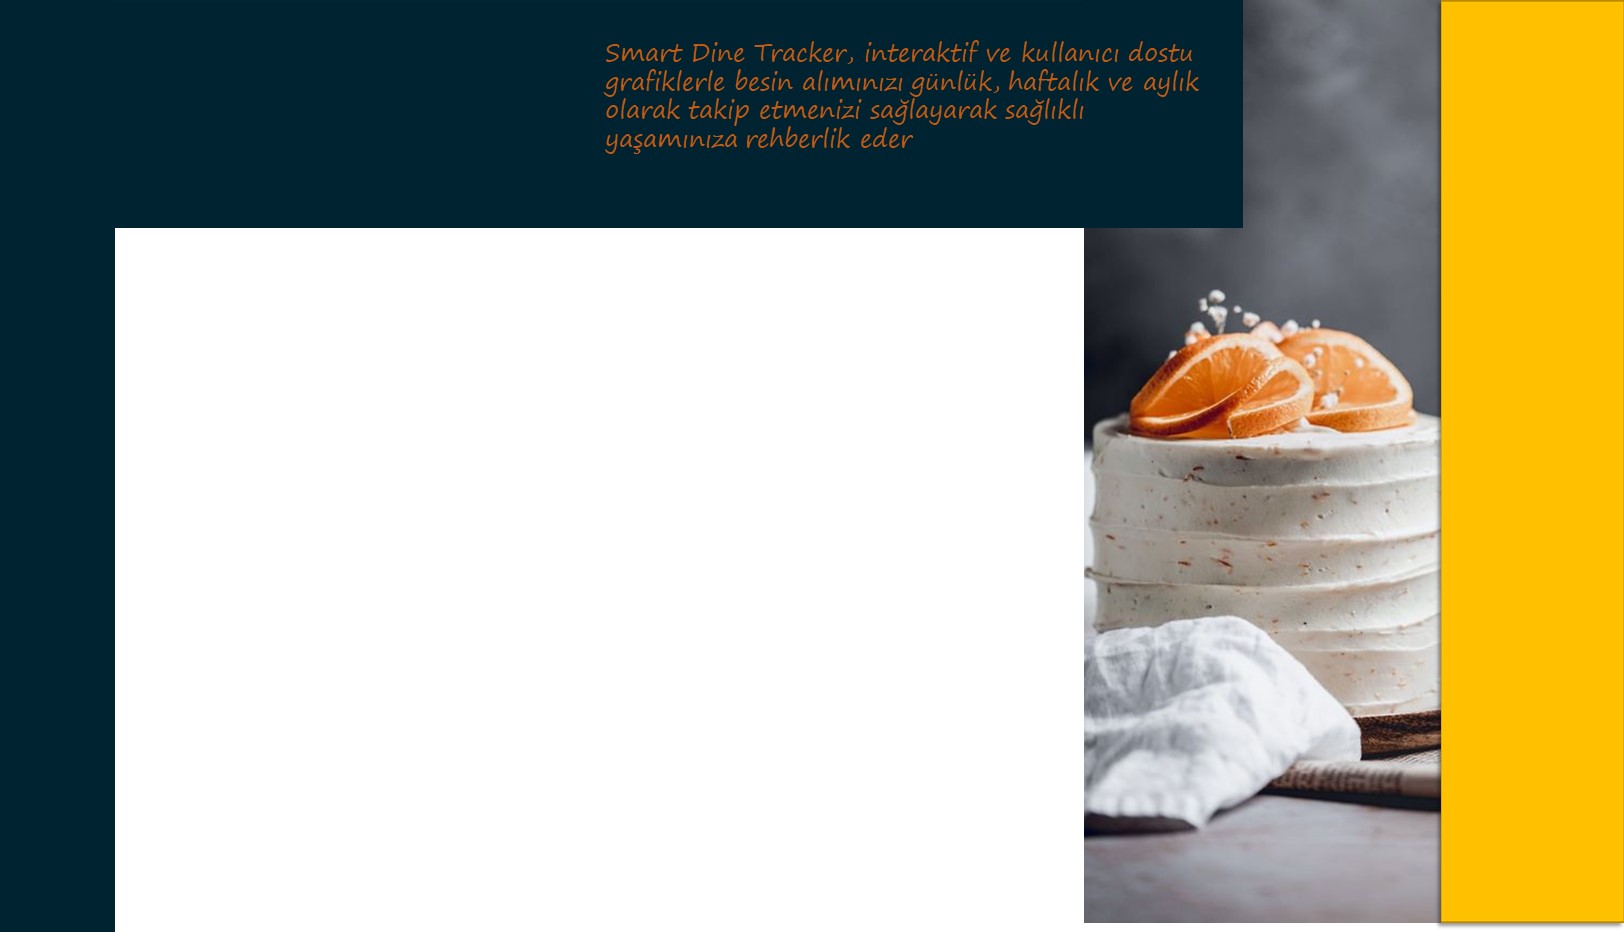 Smart Dine Tracker, interaktif ve kullanıcı dostu
grafiklerle besin alımınızı günlük, haftalık ve aylık
olarak takip etmenizi sağlayarak sağlıklı
yaşamınıza rehberlik eder